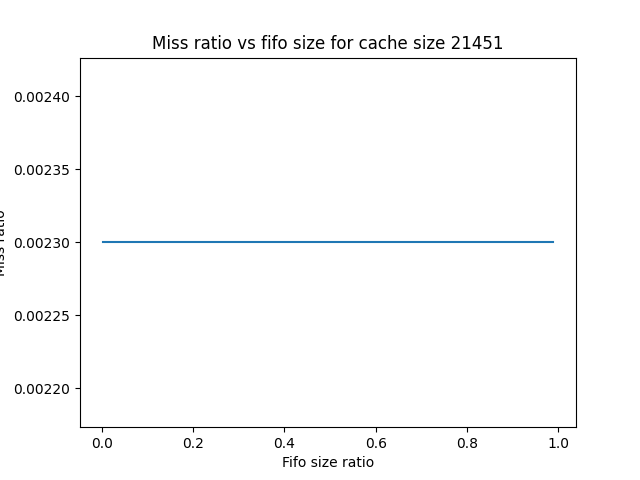 Miss ratio vs fifo size for cache size 21451
Miss ratio
0.00240
0.00235
0.00230
0.00225
0.00220
0.0 0.2 0.4 0.6 0.8 1.0
Fifo size ratio